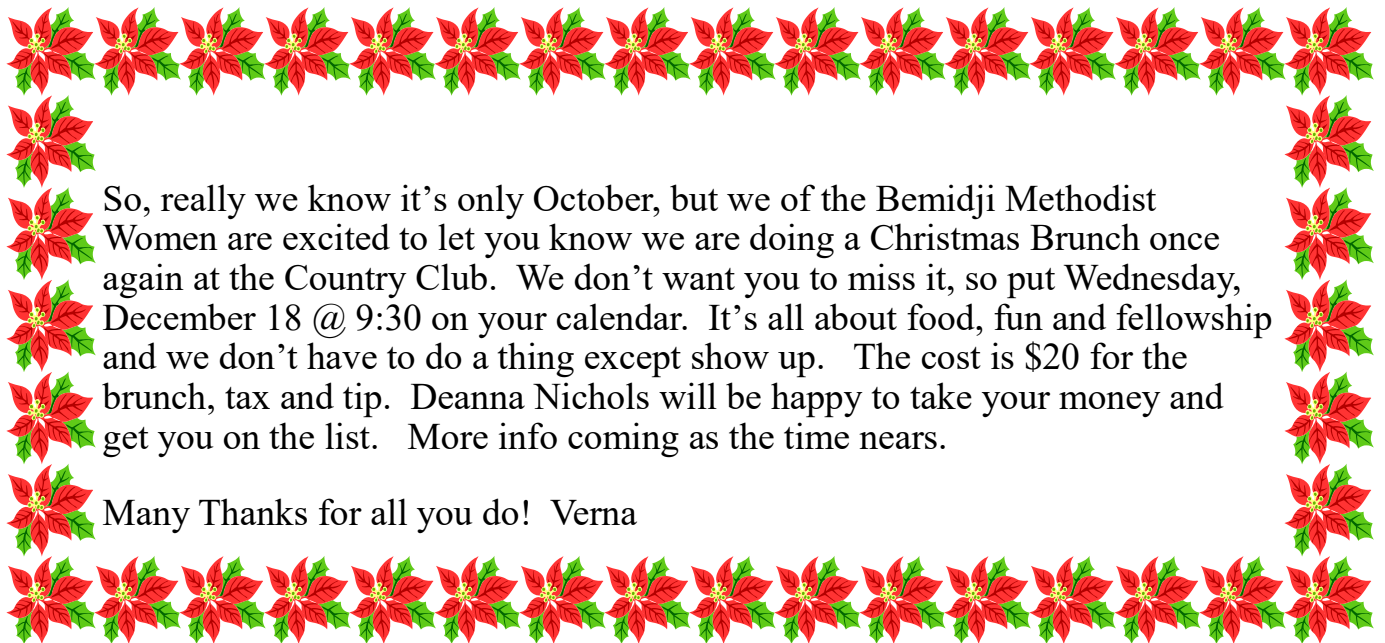 So, really we know it’s only October, but we of the Bemidji Methodist
Women are excited to let you know we are doing a Christmas Brunch once
again at the Country Club.  We don’t want you to miss it, so put Wednesday,
December 18 @ 9:30 on your calendar.  It’s all about food, fun and fellowship
and we don’t have to do a thing except show up.   The cost is $20 for the
brunch, tax and tip.  Deanna Nichols will be happy to take your money and
get you on the list.   More info coming as the time nears.
Many Thanks for all you do!  Verna